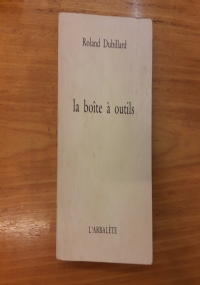 Roland Dubillard
la boîte à outils
L'ARBALÈTE